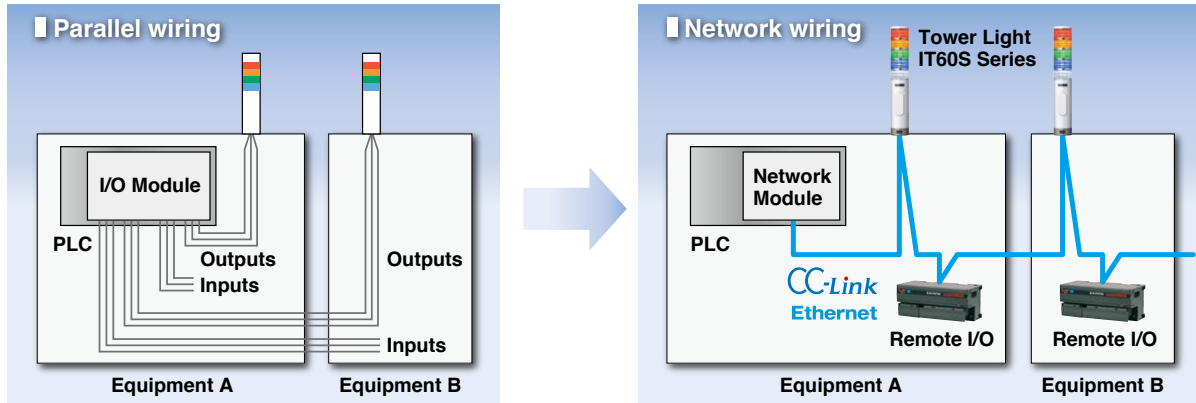 Parallel wiring
I/O Module
PLC
Outputs
Inputs
Outputs
Inputs
Equipment A
Equipment B
Network wiring
Tower Light
IT60S Series
Network
Module
PLC
CC-Link
Ethernet
Remote I/O
Remote I/O
Equipment A
Equipment B